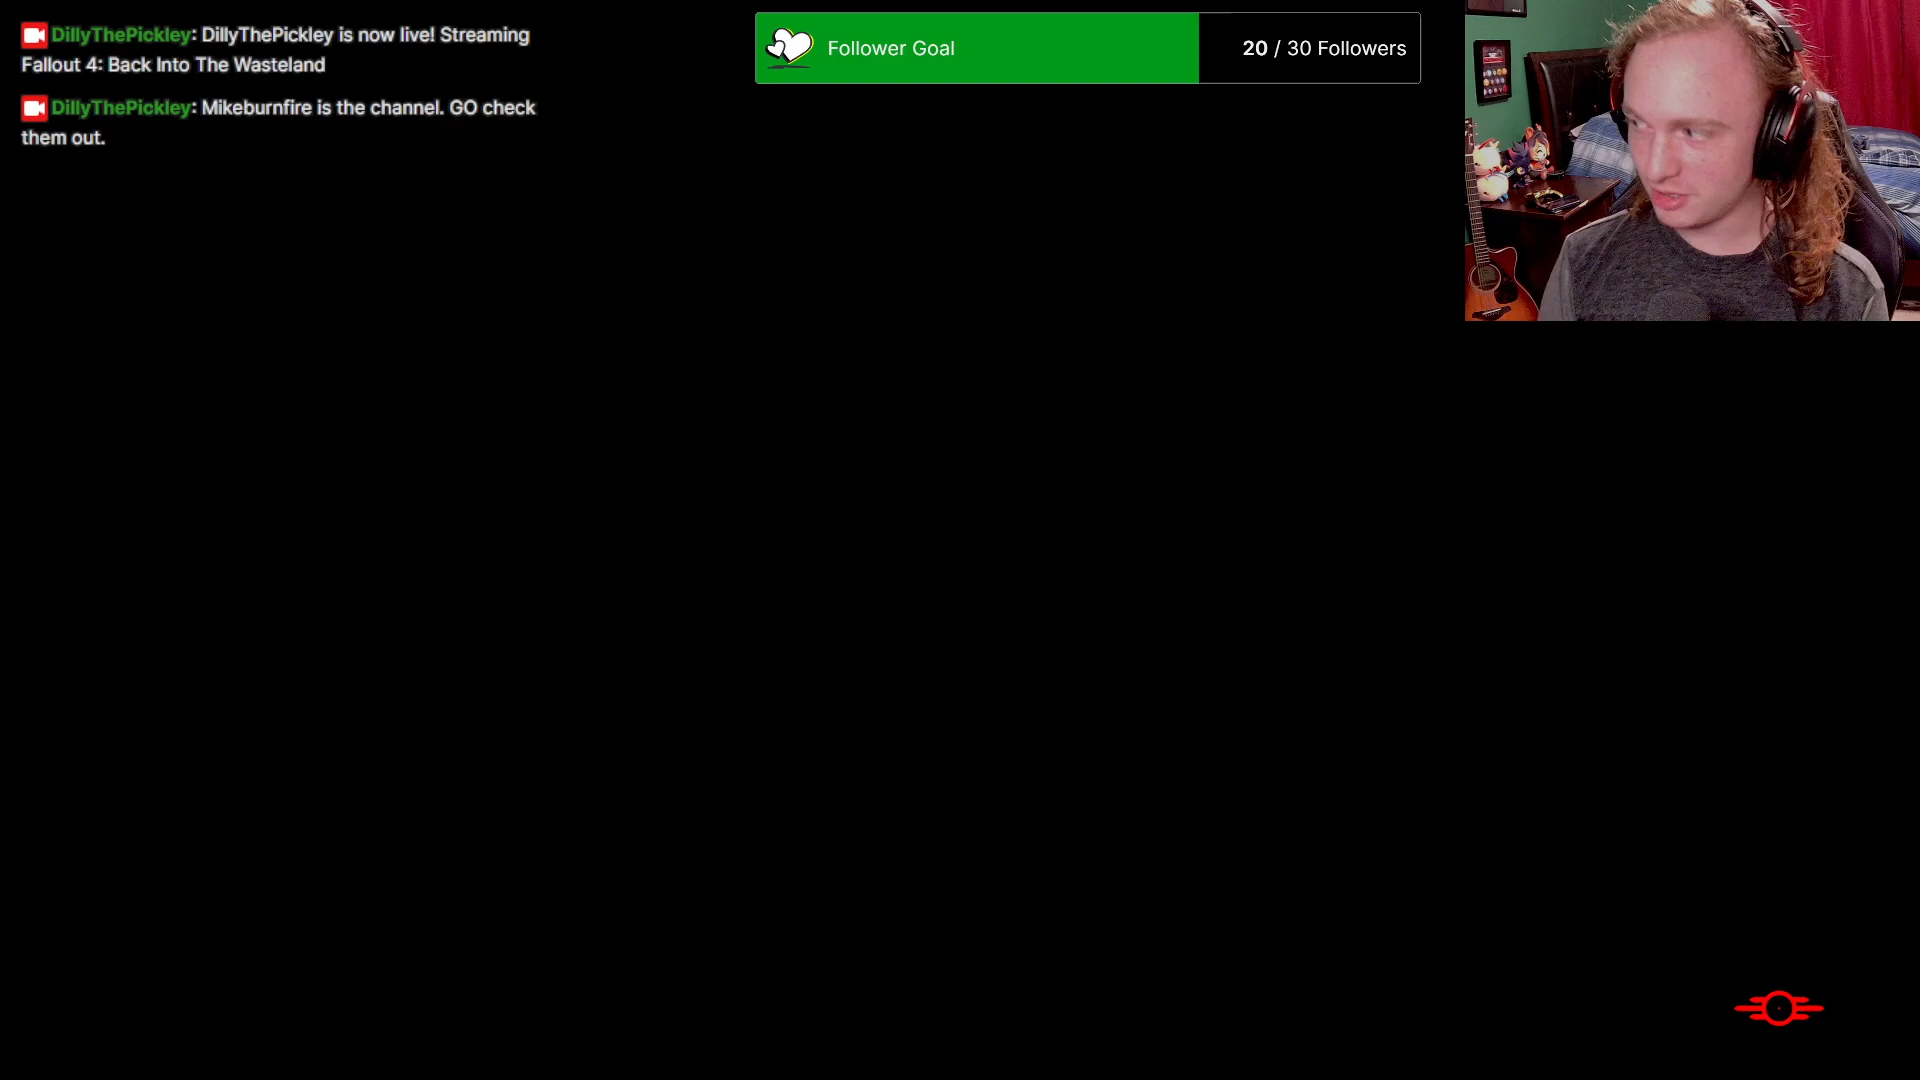 DillyThePickley: DillyThePickley is now live! Streaming
Fallout 4: Back Into The Wasteland
DillyThePickley: Mikeburnfire is the channel. GO check
them out.
Follower Goal
20 / 30 Followers